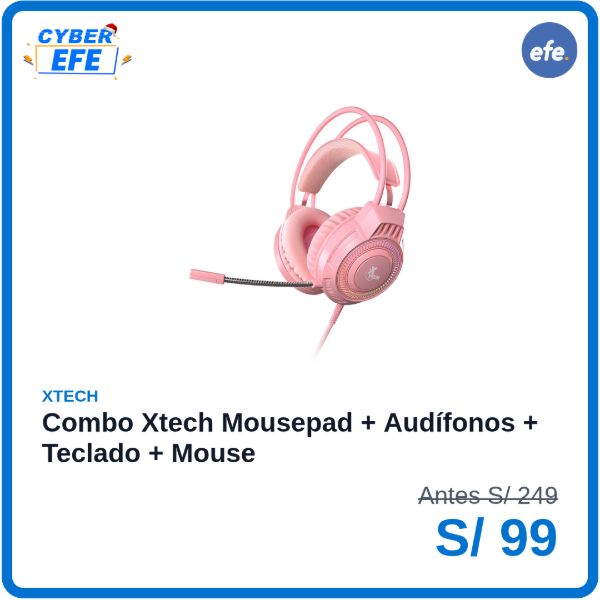 CYBER
EFE
efe.
XTECH
Combo Xtech Mousepad + Audífonos +
Teclado + Mouse
Antes S/ 249
S/ 99